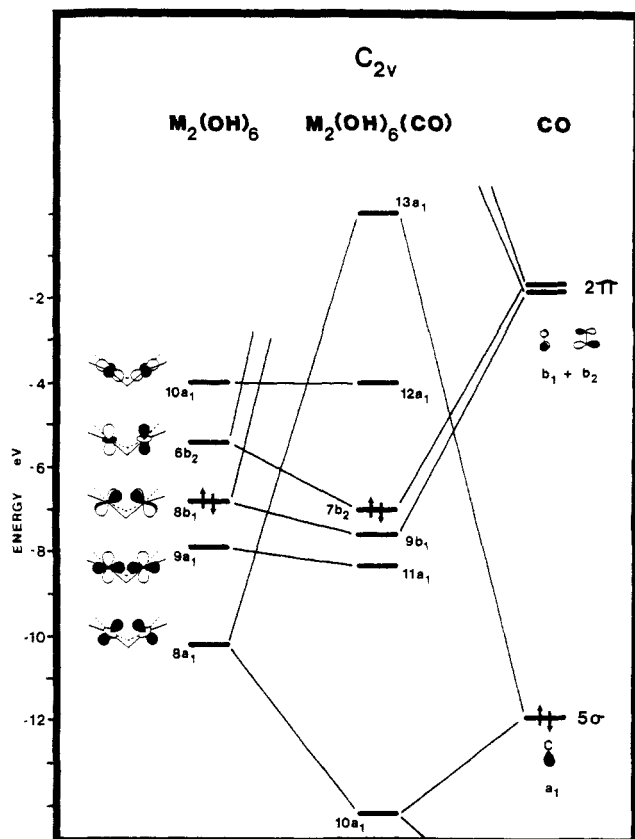 C2v
M2(OH)6 M2(OH)6(CO) CO
13a1
-2
2π
b1 + b2
-4
10a1
12a1
6b2
-6
8b1
7b2
9b1
ENERGY eV
-8
9a1
11a1
-10
8a1
-12
5σ
C
a1
10a1